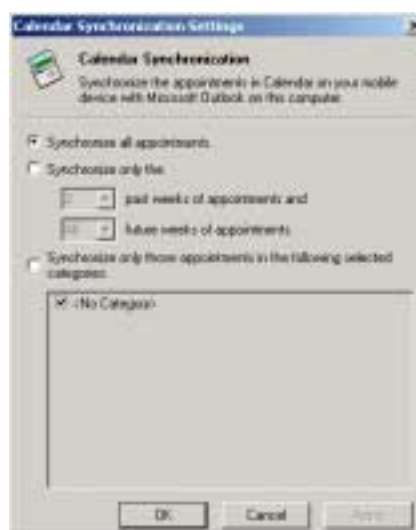 Calendar Synchronization Settings
Calendar Synchronization
Synchronize the appointments in Calendar on your mobile
device with Microsoft Outlook on this computer.
Synchronize all appointments
Synchronize only the
2 past weeks of appointments and
future weeks of appointments
Synchronize only those appointments in the following selected
categories
<No Category>
OK Cancel Apply